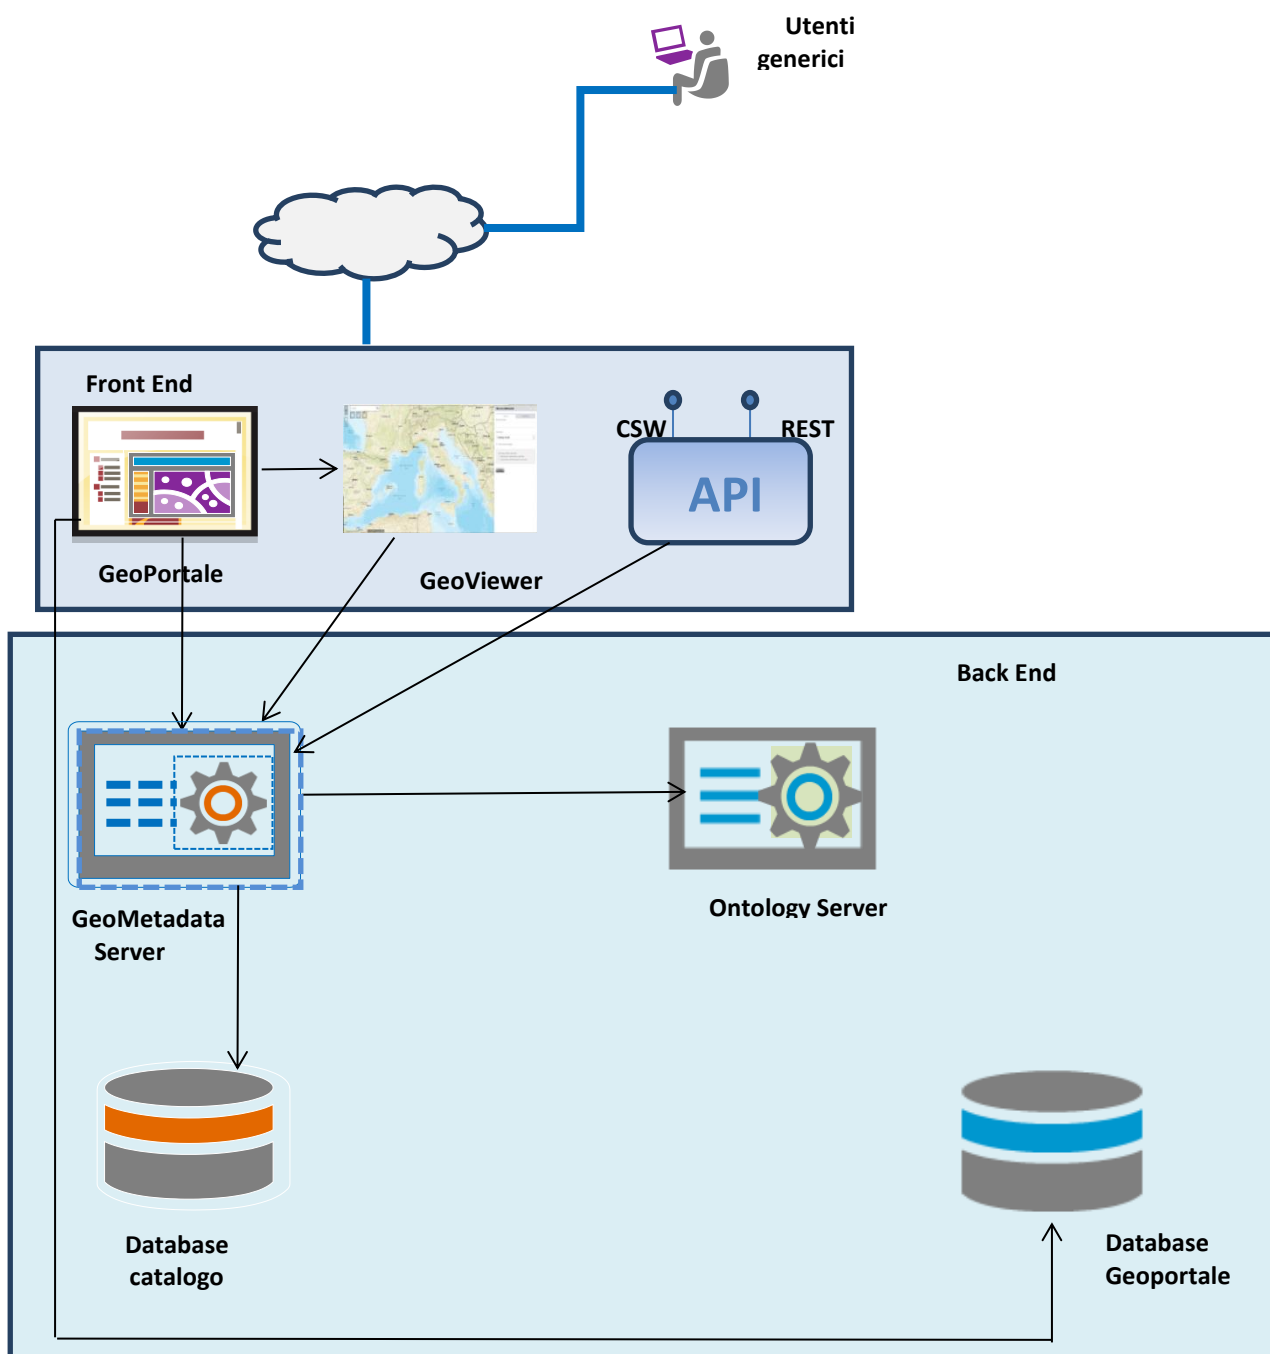 Utenti
generici
Front End
CSW
REST
API
GeoPortale
GeoViewer
Back End
GeoMetadata
Server
Ontology Server
Database
catalogo
Database
Geoportale